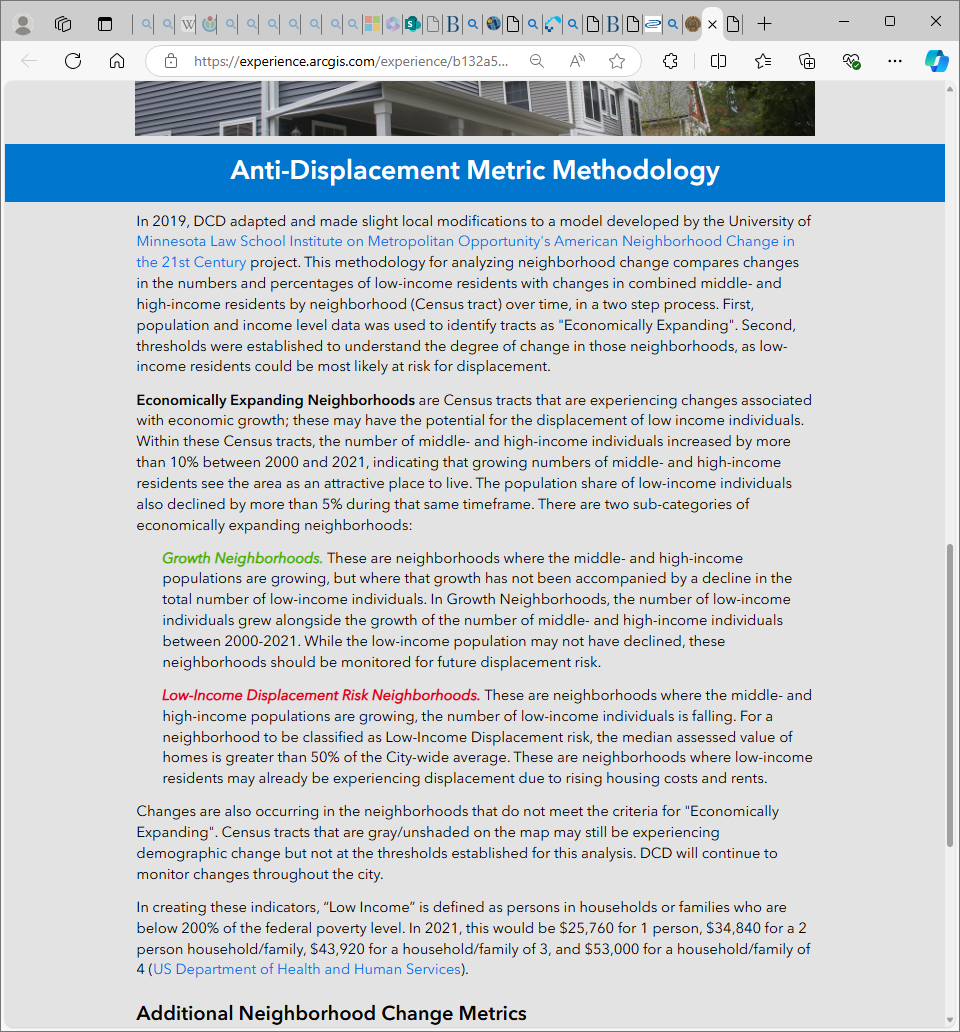 https://experience.arcgis.com/experience/b132a5...
Anti-Displacement Metric Methodology
In 2019, DCD adapted and made slight local modifications to a model developed by the University of
Minnesota Law School Institute on Metropolitan Opportunity's American Neighborhood Change in
the 21st Century project. This methodology for analyzing neighborhood change compares changes
in the numbers and percentages of low-income residents with changes in combined middle- and
high-income residents by neighborhood (Census tract) over time, in a two step process. First,
population and income level data was used to identify tracts as "Economically Expanding". Second,
thresholds were established to understand the degree of change in those neighborhoods, as low-
income residents could be most likely at risk for displacement.
Economically Expanding Neighborhoods are Census tracts that are experiencing changes associated
with economic growth; these may have the potential for the displacement of low income individuals.
Within these Census tracts, the number of middle- and high-income individuals increased by more
than 10% between 2000 and 2021, indicating that growing numbers of middle- and high-income
residents see the area as an attractive place to live. The population share of low-income individuals
also declined by more than 5% during that same timeframe. There are two sub-categories of
economically expanding neighborhoods:
Growth Neighborhoods. These are neighborhoods where the middle- and high-income
populations are growing, but where that growth has not been accompanied by a decline in the
total number of low-income individuals. In Growth Neighborhoods, the number of low-income
individuals grew alongside the growth of the number of middle- and high-income individuals
between 2000-2021. While the low-income population may not have declined, these
neighborhoods should be monitored for future displacement risk.
Low-Income Displacement Risk Neighborhoods. These are neighborhoods where the middle- and
high-income populations are growing, the number of low-income individuals is falling. For a
neighborhood to be classified as Low-Income Displacement risk, the median assessed value of
homes is greater than 50% of the City-wide average. These are neighborhoods where low-income
residents may already be experiencing displacement due to rising housing costs and rents.
Changes are also occurring in the neighborhoods that do not meet the criteria for "Economically
Expanding". Census tracts that are gray/unshaded on the map may still be experiencing
demographic change but not at the thresholds established for this analysis. DCD will continue to
monitor changes throughout the city.
In creating these indicators, “Low Income” is defined as persons in households or families who are
below 200% of the federal poverty level. In 2021, this would be $25,760 for 1 person, $34,840 for a 2
person household/family, $43,920 for a household/family of 3, and $53,000 for a household/family of
4 (US Department of Health and Human Services).
Additional Neighborhood Change Metrics